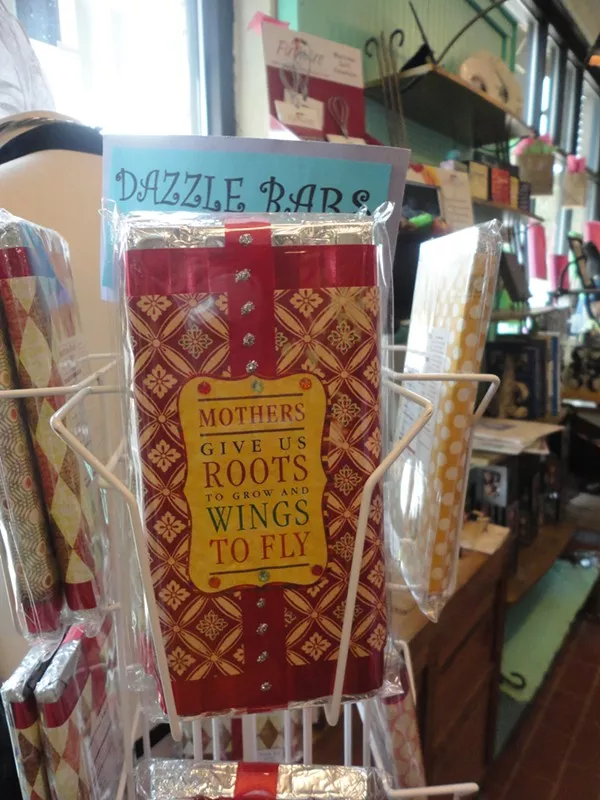 DAZZLE BARS
MOTHERS
GIVE US
ROOTS
TO GROW AND
WINGS
TO FLY